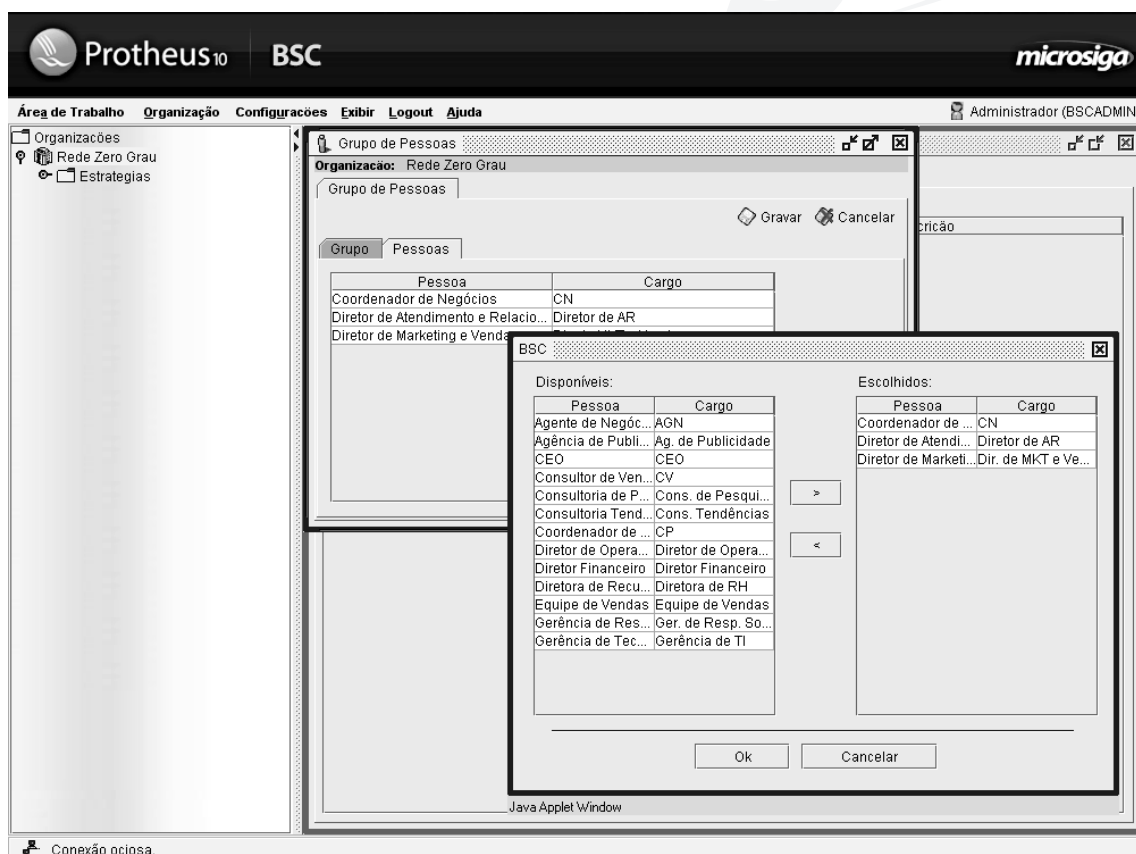 Protheus10 BSC microsiga
Área de Trabalho Organização Configuracões Exibir Logout Ajuda Administrador (BSCADMIN
Organizacões
Rede Zero Grau
Estrategias
Grupo de Pessoas
Organizacão: Rede Zero Grau
Grupo de Pessoas
Gravar Cancelar
cricão
Grupo Pessoas
Pessoa Cargo
Coordenador de Negócios CN
Diretor de Atendimento e Relacio... Diretor de AR
Diretor de Marketing e Venda
BSC
Disponíveis: Escolhidos:
Pessoa Cargo Pessoa Cargo
Agente de Negóc... AGN Coordenador de ... CN
Agência de Publi... Ag. de Publicidade Diretor de Atendi... Diretor de AR
CEO CEO Diretor de Marketi... Dir. de MKT e Ve...
Consultor de Ven... CV
Consultoria de P... Cons. de Pesqui...
Consultoria Tend... Cons. Tendências
>
Coordenador de ... CP
Diretor de Opera... Diretor de Opera...
<
Diretor Financeiro Diretor Financeiro
Diretora de Recu... Diretora de RH
Equipe de Vendas Equipe de Vendas
Gerência de Res... Ger. de Resp. So...
Gerência de Tec... Gerência de TI
Ok Cancelar
Java Applet Window
Conexão ociosa.